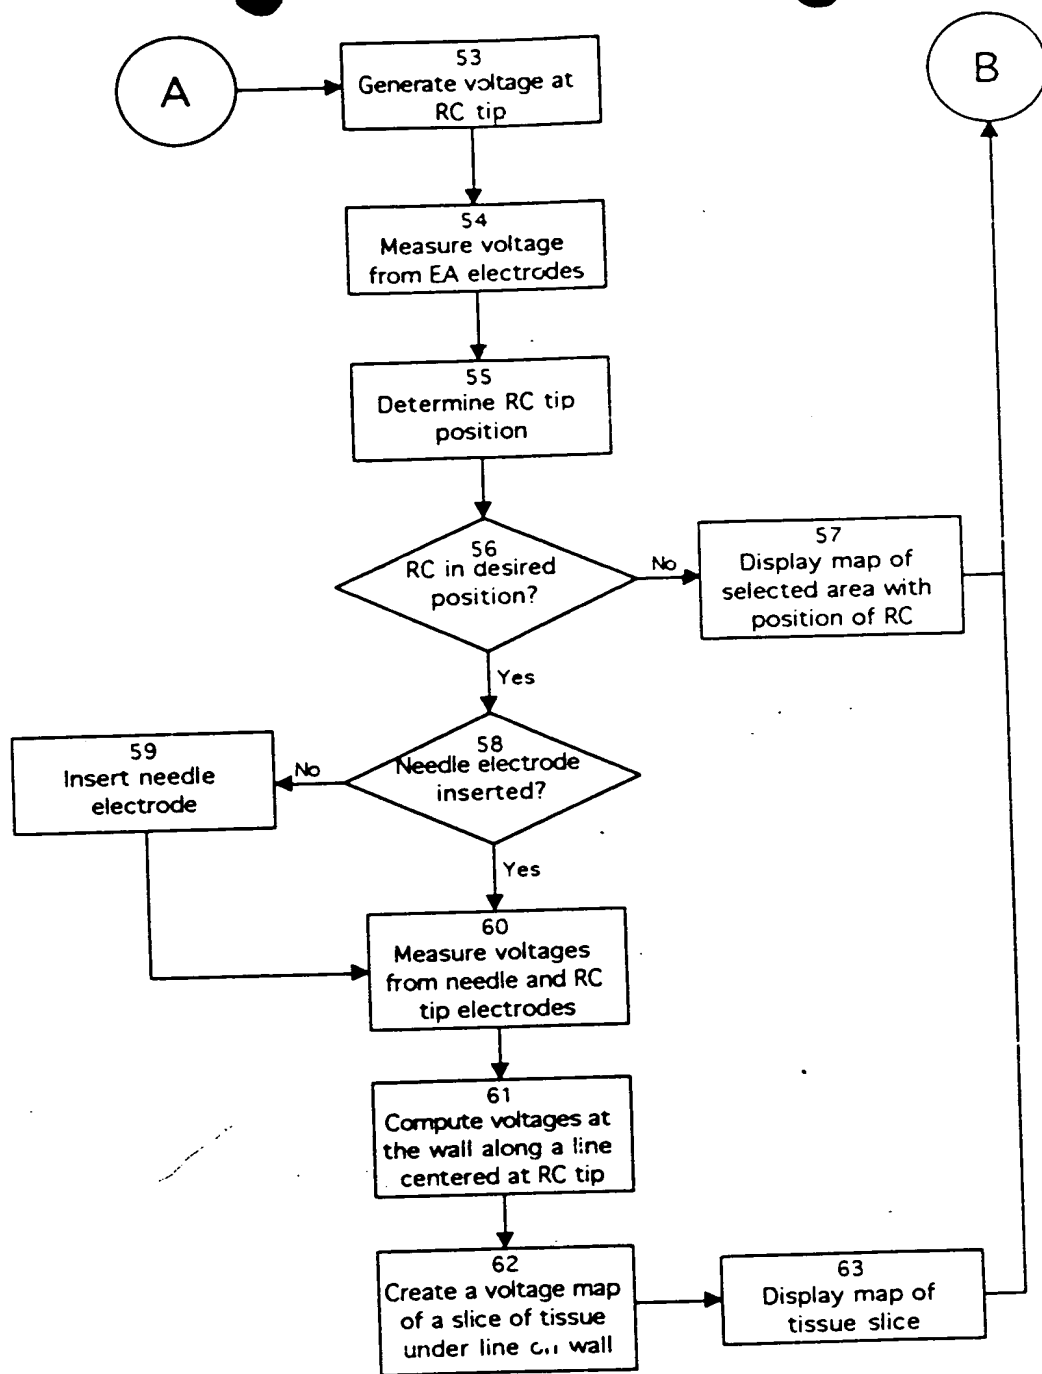 A
53
Generate voltage at
RC tip
B
54
Measure voltage
from EA electrodes
55
Determine RC tip
position
56
RC in desired
position?
No
57
Display map of
selected area with
position of RC
Yes
58
Needle electrode
inserted?
No
59
Insert needle
electrode
Yes
60
Measure voltages
from needle and RC
tip electrodes
61
Compute voltages at
the wall along a line
centered at RC tip
62
Create a voltage map
of a slice of tissue
under line on wall
63
Display map of
tissue slice